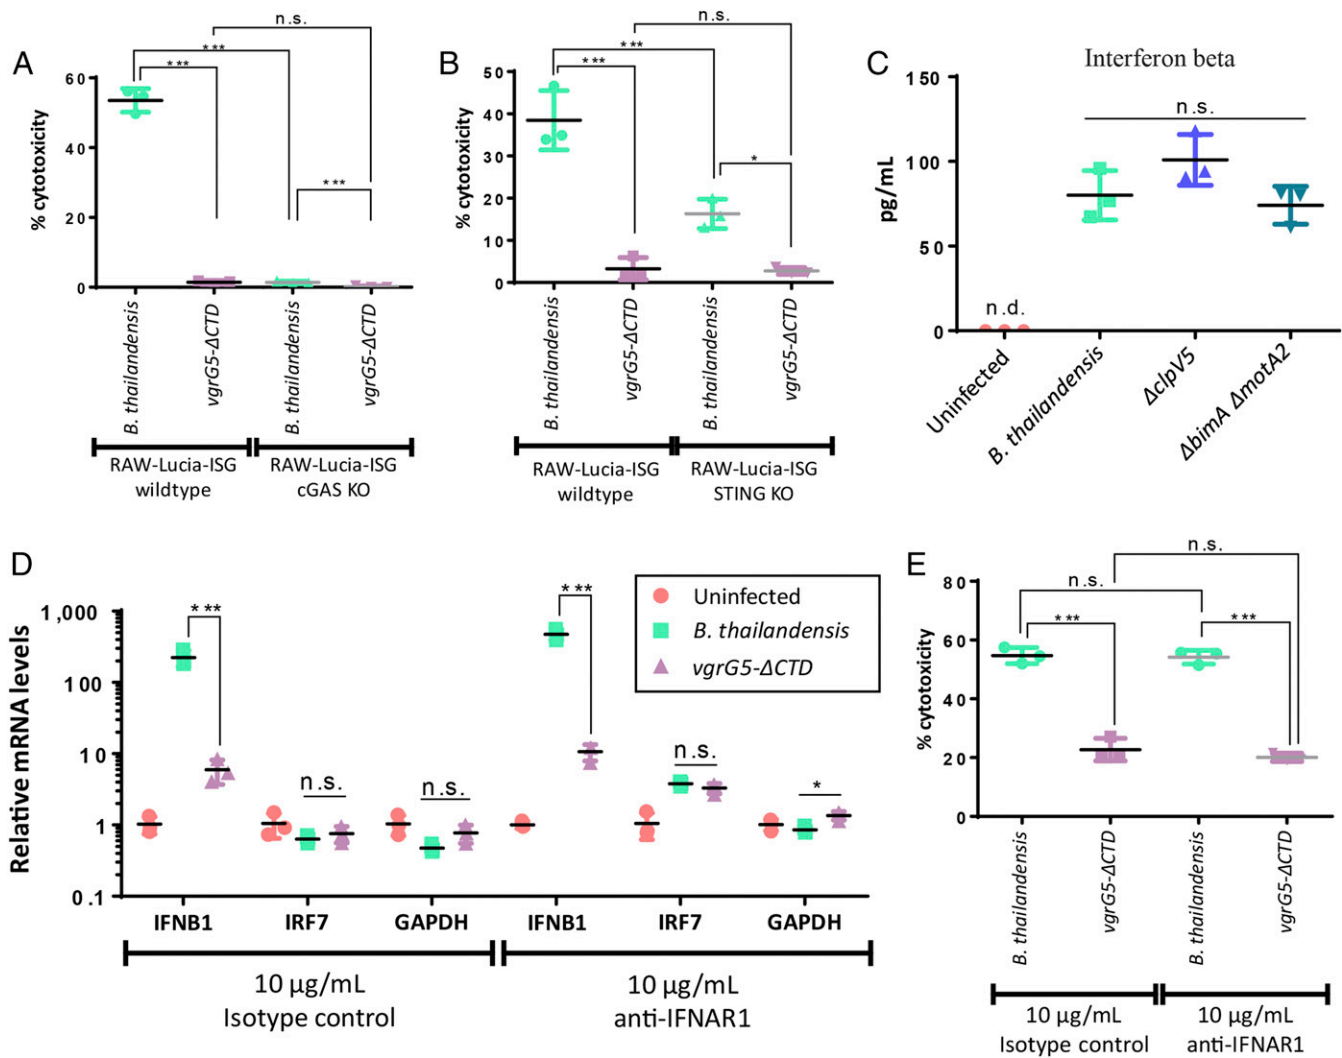 A
n.s.
***
***
***
% cytotoxicity
60
40
20
0
B. thailandensis
vgrG5-ΔCTD
B. thailandensis
vgrG5-ΔCTD
RAW-Lucia-ISG
wildtype
RAW-Lucia-ISG
cGAS KO
B
n.s.
***
***
*
% cytotoxicity
50
40
30
20
10
0
B. thailandensis
vgrG5-ΔCTD
B. thailandensis
vgrG5-ΔCTD
RAW-Lucia-ISG
wildtype
RAW-Lucia-ISG
STING KO
C
Interferon beta
n.s.
n.d.
pg/mL
150
100
50
0
Uninfected
B. thailandensis
ΔclpV5
ΔbimA ΔmotA2
D
Relative mRNA levels
1,000
100
10
1
0.1
***
n.s.
n.s.
***
n.s.
*
Uninfected
B. thailandensis
vgrG5-ΔCTD
IFNB1
IRF7
GAPDH
IFNB1
IRF7
GAPDH
10 µg/mL
Isotype control
10 µg/mL
anti-IFNAR1
E
n.s.
n.s.
***
***
% cytotoxicity
80
60
40
20
0
B. thailandensis
vgrG5-ΔCTD
B. thailandensis
vgrG5-ΔCTD
10 µg/mL
Isotype control
10 µg/mL
anti-IFNAR1